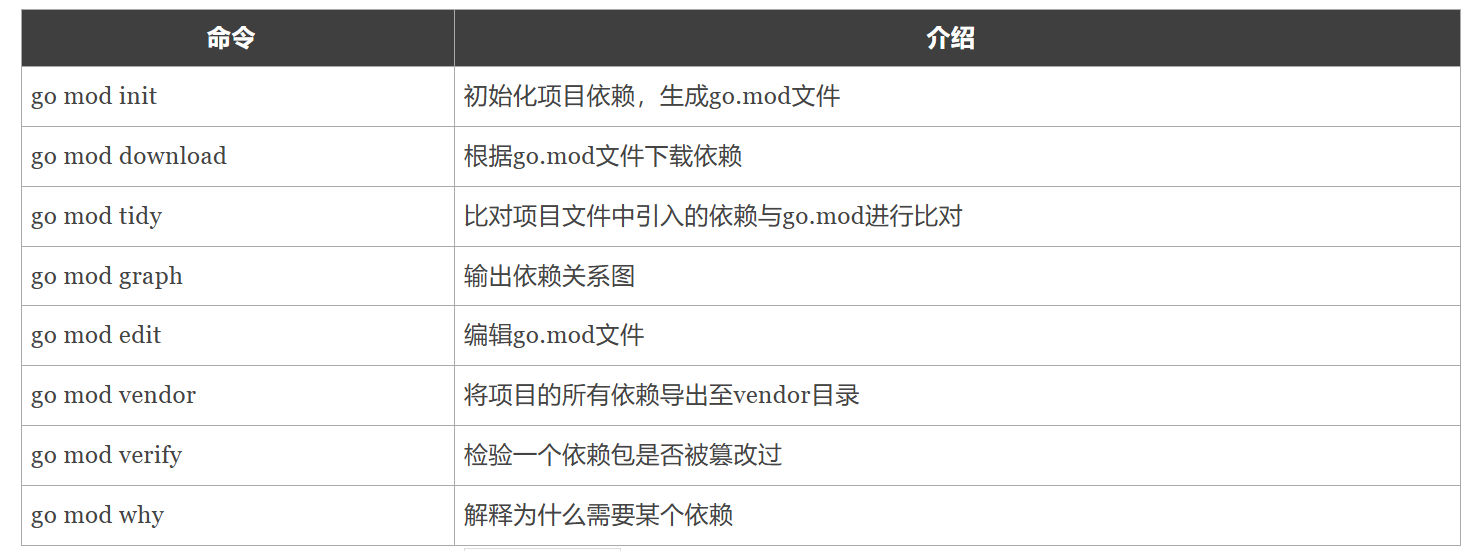 命令 介绍
go mod init 初始化项目依赖，生成go.mod文件
go mod download 根据go.mod文件下载依赖
go mod tidy 比对项目文件中引入的依赖与go.mod进行比对
go mod graph 输出依赖关系图
go mod edit 编辑go.mod文件
go mod vendor 将项目的所有依赖导出至vendor目录
go mod verify 检验一个依赖包是否被篡改过
go mod why 解释为什么需要某个依赖